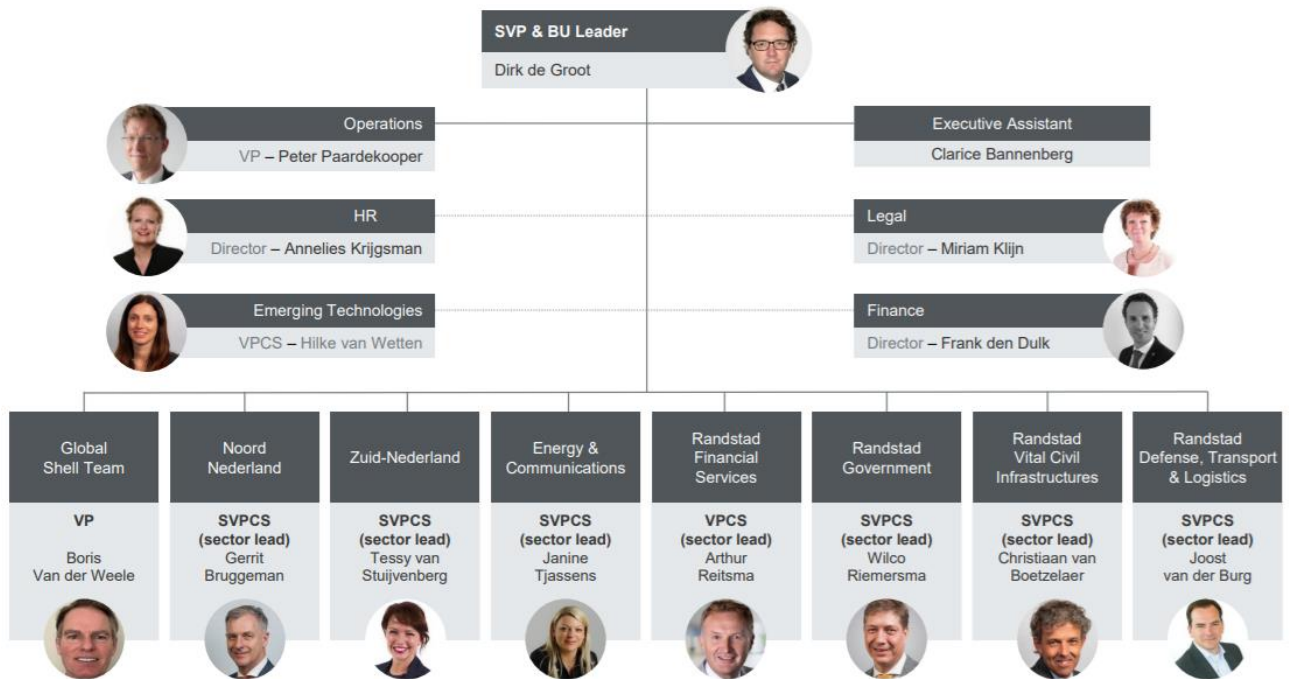 SVP & BU Leader
Dirk de Groot
Operations
VP – Peter Paardekooper
Executive Assistant
Clarice Bannenberg
HR
Director – Annelies Krijgsman
Legal
Director – Miriam Klijn
Emerging Technologies
VPCS – Hilke van Wetten
Finance
Director – Frank den Dulk
Global
Shell Team
VP
Boris
Van der Weele
Noord
Nederland
SVPCS
(sector lead)
Gerrit
Bruggeman
Zuid-Nederland
SVPCS
(sector lead)
Tessy van
Stuijvenberg
Energy &
Communications
SVPCS
(sector lead)
Janine
Tjassens
Randstad
Financial
Services
VPCS
(sector lead)
Arthur
Reitsma
Randstad
Government
SVPCS
(sector lead)
Wilco
Riemersma
Randstad
Vital Civil
Infrastructures
SVPCS
(sector lead)
Christiaan van
Boetzelaer
Randstad
Defense, Transport
& Logistics
SVPCS
(sector lead)
Joost
van der Burg